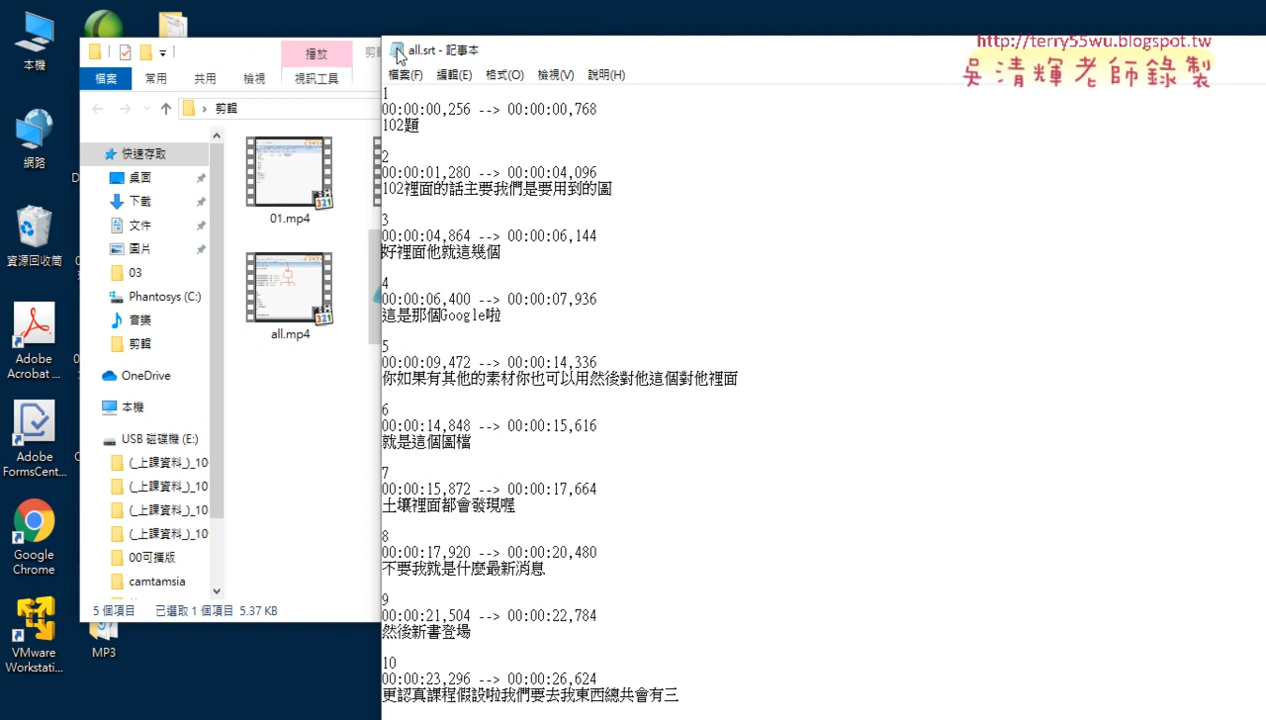 本機
網路
資源回收筒
Adobe
Acrobat ...
Adobe
FormsCent...
Google
Chrome
VMware
Workstati...
MP3
播放
檔案
常用
共用
檢視
視訊工具
剪輯
快速存取
桌面
下載
文件
圖片
03
Phantosys (C:)
音樂
剪輯
OneDrive
本機
USB 磁碟機 (E:)
(_上課資料_)_10
(_上課資料_)_10
(_上課資料_)_10
(_上課資料_)_10
00可攜版
camtamsia
01.mp4
all.mp4
5 個項目 已選取 1 個項目 5.37 KB
all.srt - 記事本
檔案(F) 編輯(E) 格式(O) 檢視(V) 說明(H)
http://terry55wu.blogspot.tw
吳清輝老師錄製
1
00:00:00,256 --> 00:00:00,768
102題
2
00:00:01,280 --> 00:00:04,096
102裡面的話主要我們是要用到的圖
3
00:00:04,864 --> 00:00:06,144
好裡面他就這幾個
4
00:00:06,400 --> 00:00:07,936
這是那個Google啦
5
00:00:09,472 --> 00:00:14,336
你如果有其他的素材你也可以用然後對他這個對他裡面
6
00:00:14,848 --> 00:00:15,616
就是這個圖檔
7
00:00:15,872 --> 00:00:17,664
土壤裡面都會發現喔
8
00:00:17,920 --> 00:00:20,480
不要我就是什麼最新消息
9
00:00:21,504 --> 00:00:22,784
然後新書登場
10
00:00:23,296 --> 00:00:26,624
更認真課程假設啦我們要去我東西總共會有三